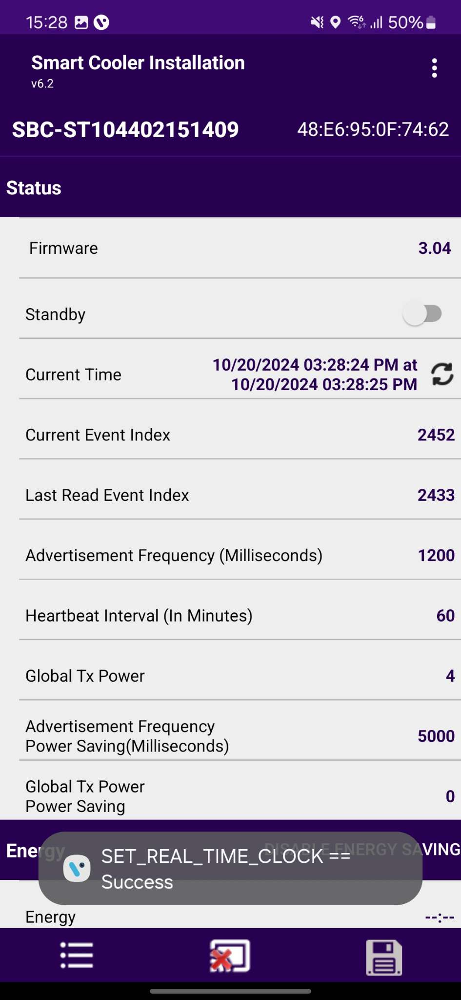 15:28
50%
Smart Cooler Installation
v6.2
SBC-ST104402151409
48:E6:95:0F:74:62
Status
Firmware
3.04
Standby
Current Time
10/20/2024 03:28:24 PM at
10/20/2024 03:28:25 PM
Current Event Index
2452
Last Read Event Index
2433
Advertisement Frequency (Milliseconds)
1200
Heartbeat Interval (In Minutes)
60
Global Tx Power
4
Advertisement Frequency
Power Saving(Milliseconds)
5000
Global Tx Power
Power Saving
0
Energy
DISABLE ENERGY SAVING
SET_REAL_TIME_CLOCK ==
Success
Energy
--:--